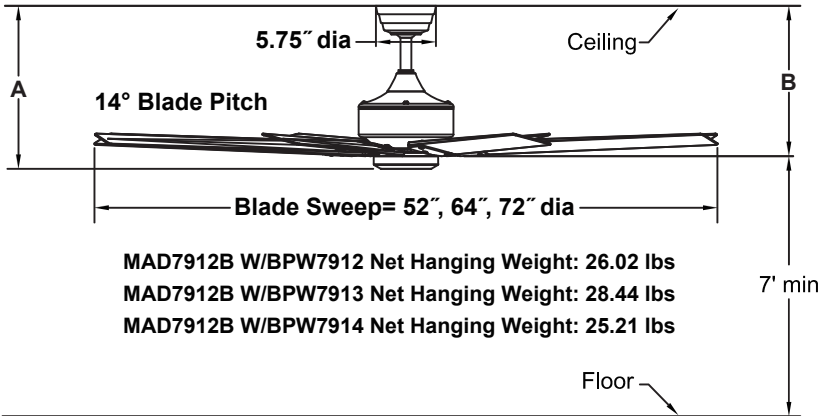 5.75″ dia
Ceiling
A
B
14° Blade Pitch
Blade Sweep= 52″, 64″, 72″ dia
MAD7912B W/BPW7912 Net Hanging Weight: 26.02 lbs
7' min
MAD7912B W/BPW7913 Net Hanging Weight: 28.44 lbs
MAD7912B W/BPW7914 Net Hanging Weight: 25.21 lbs
Floor